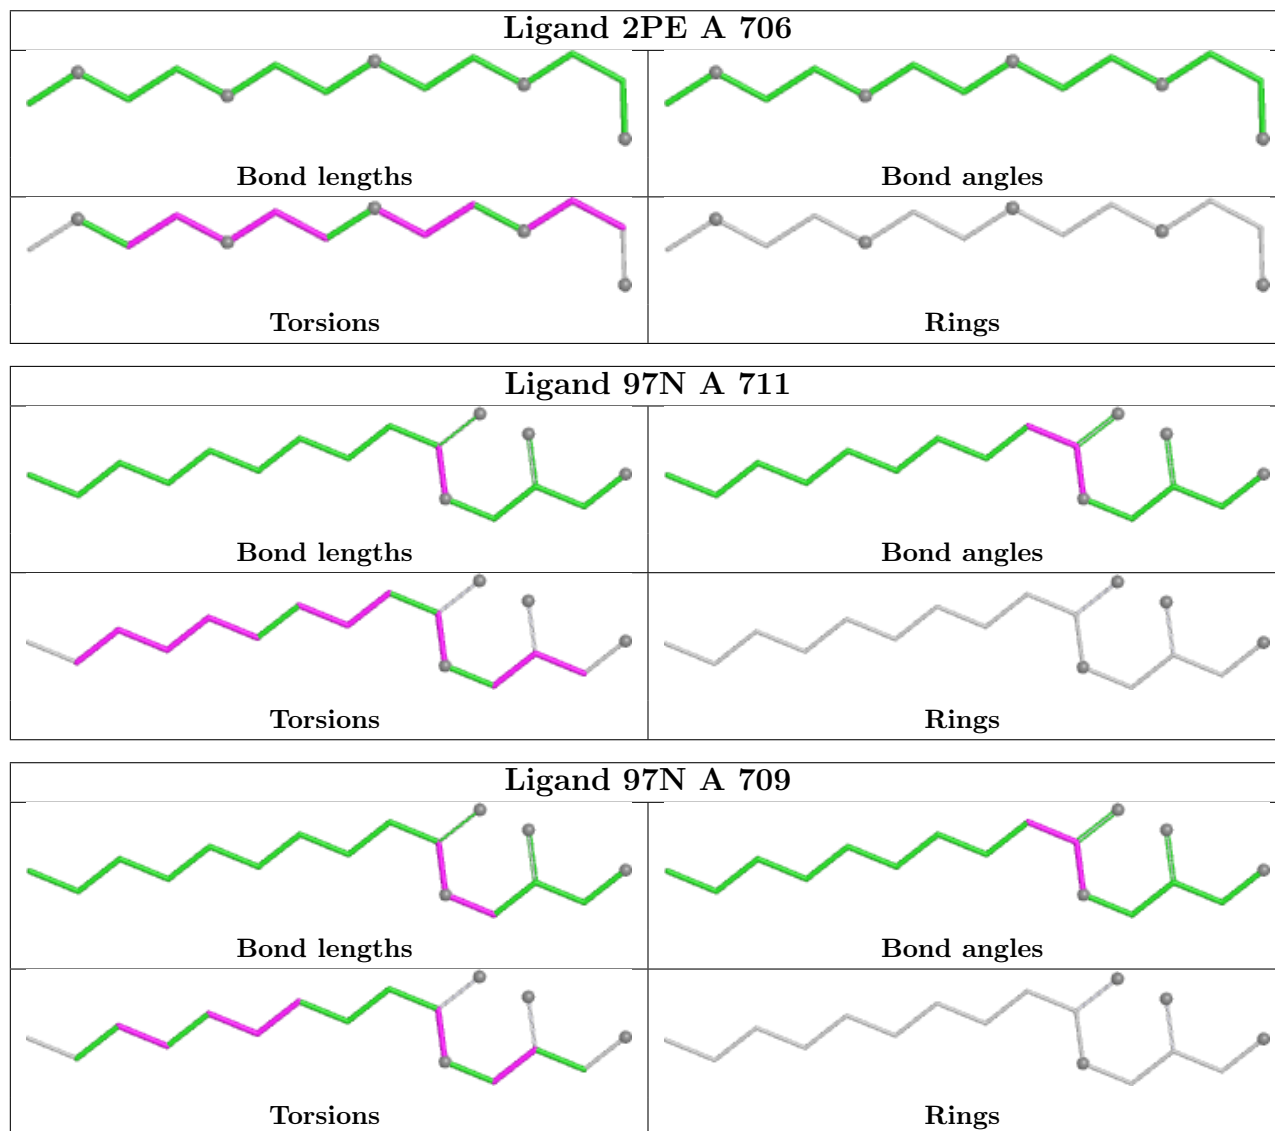 Ligand 2PE A 706
Bond lengths
Bond angles
Torsions
Rings
Ligand 97N A 711
Bond lengths
Bond angles
Torsions
Rings
Ligand 97N A 709
Bond lengths
Bond angles
Torsions
Rings